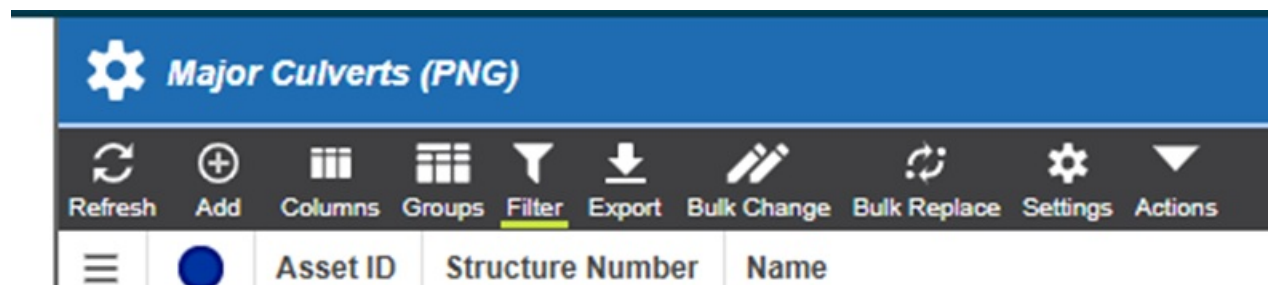 Major Culverts (PNG)
Refresh Add Columns Groups Filter Export Bulk Change Bulk Replace Settings Actions
Asset ID Structure Number Name